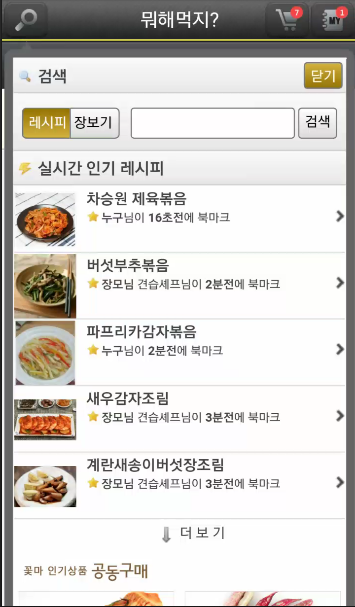 뭐해먹지?
7
MY
1
검색
닫기
레시피 장보기
검색
실시간 인기 레시피
차승원 제육볶음
누구님이 16초전에 북마크
버섯부추볶음
장모님 견습셰프님이 2분전에 북마크
파프리카감자볶음
누구님이 2분전에 북마크
새우감자조림
장모님 견습셰프님이 3분전에 북마크
계란새송이버섯장조림
장모님 견습셰프님이 3분전에 북마크
더 보 기
꽃마 인기상품 공동구매